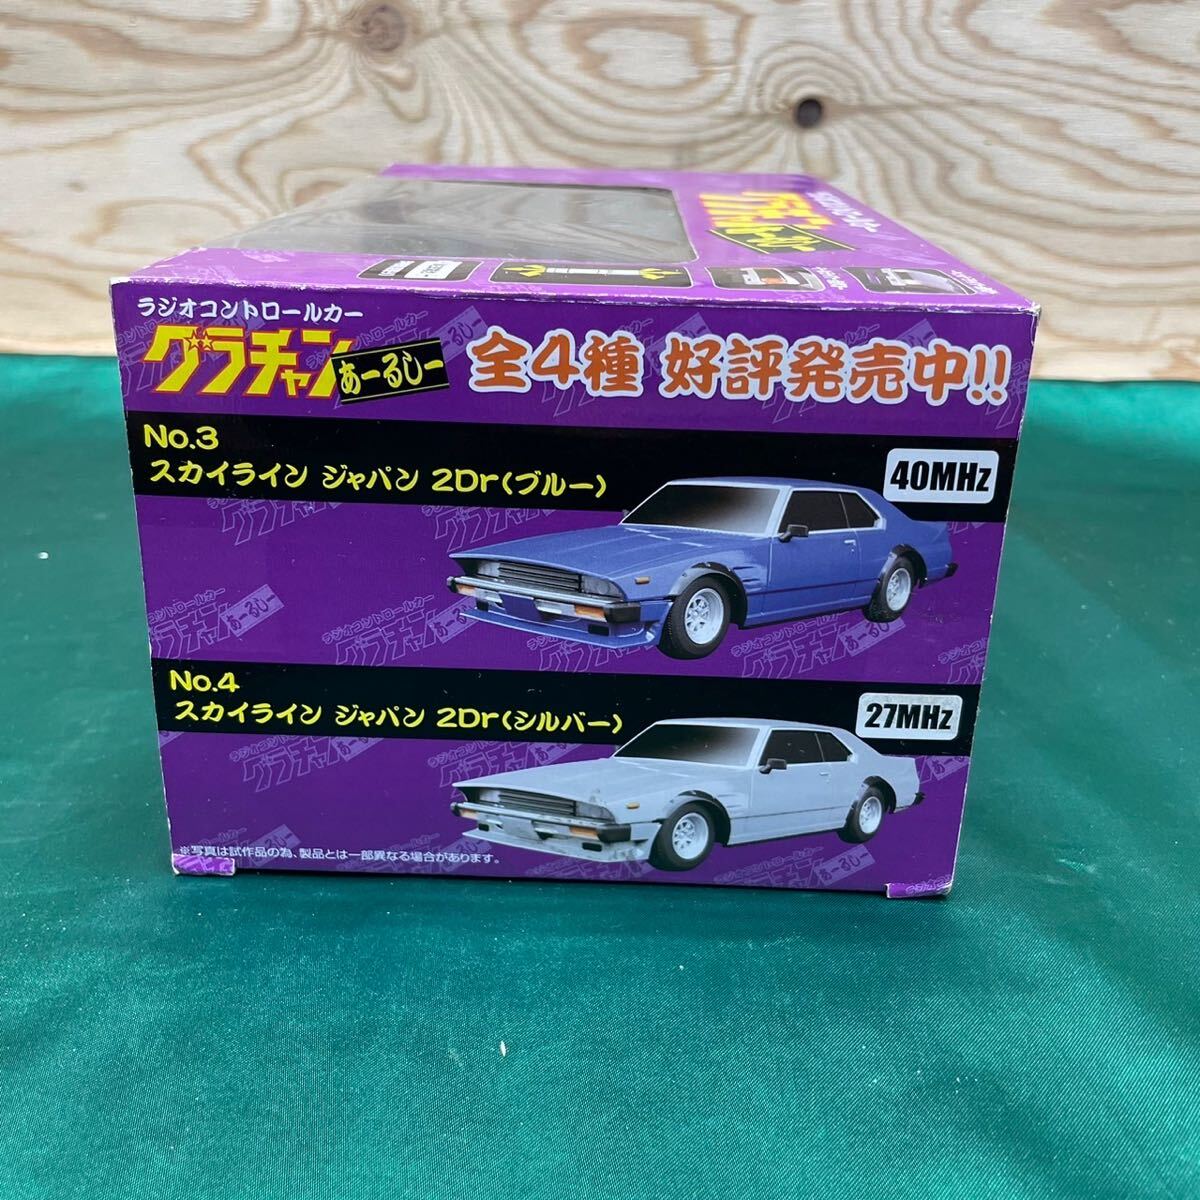 ラジオコントロールカー
グラチャン あーるしー
全4種 好評発売中!!
No.3
スカイライン ジャパン 2Dr(ブルー)
40MHz
No.4
スカイライン ジャパン 2Dr(シルバー)
27MHz
※写真は試作品の為、製品とは一部異なる場合があります。